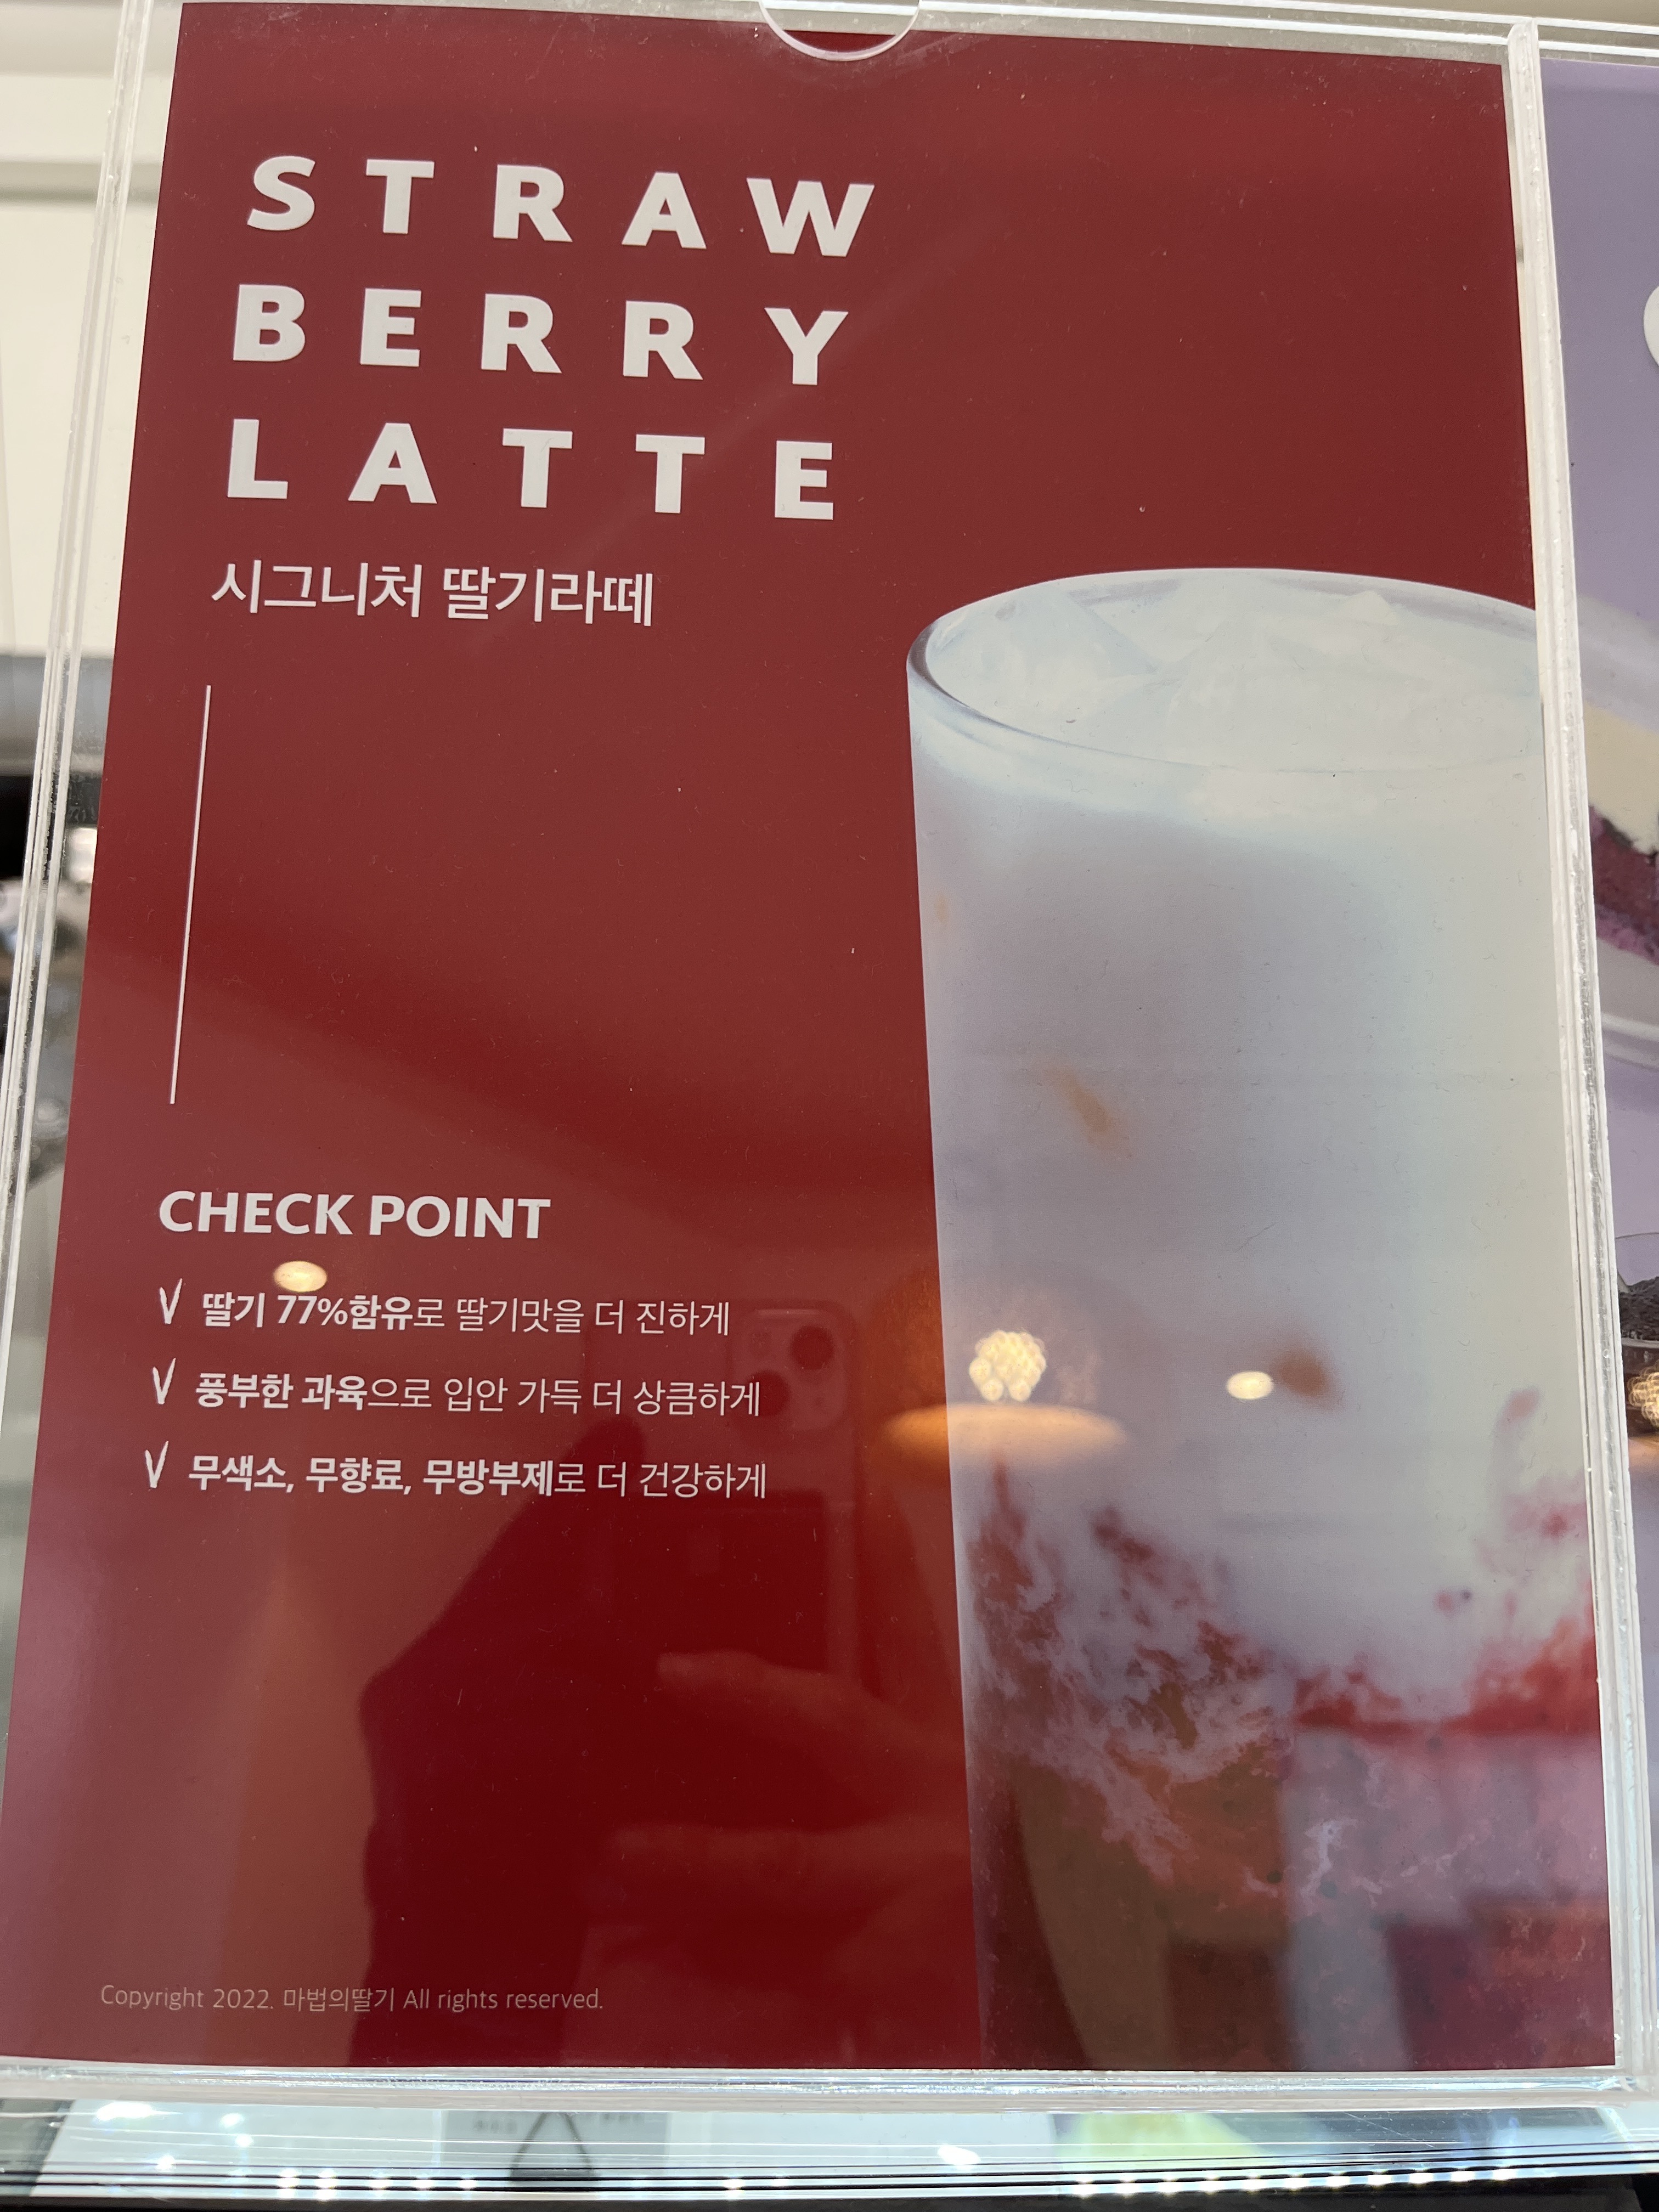 STRAW
BERRY
LATTE
시그니처 딸기라떼
CHECK POINT
딸기 77%함유로 딸기맛을 더 진하게
풍부한 과육으로 입안 가득 더 상큼하게
무색소, 무향료, 무방부제로 더 건강하게
Copyright 2022. 마법의딸기 All rights reserved.